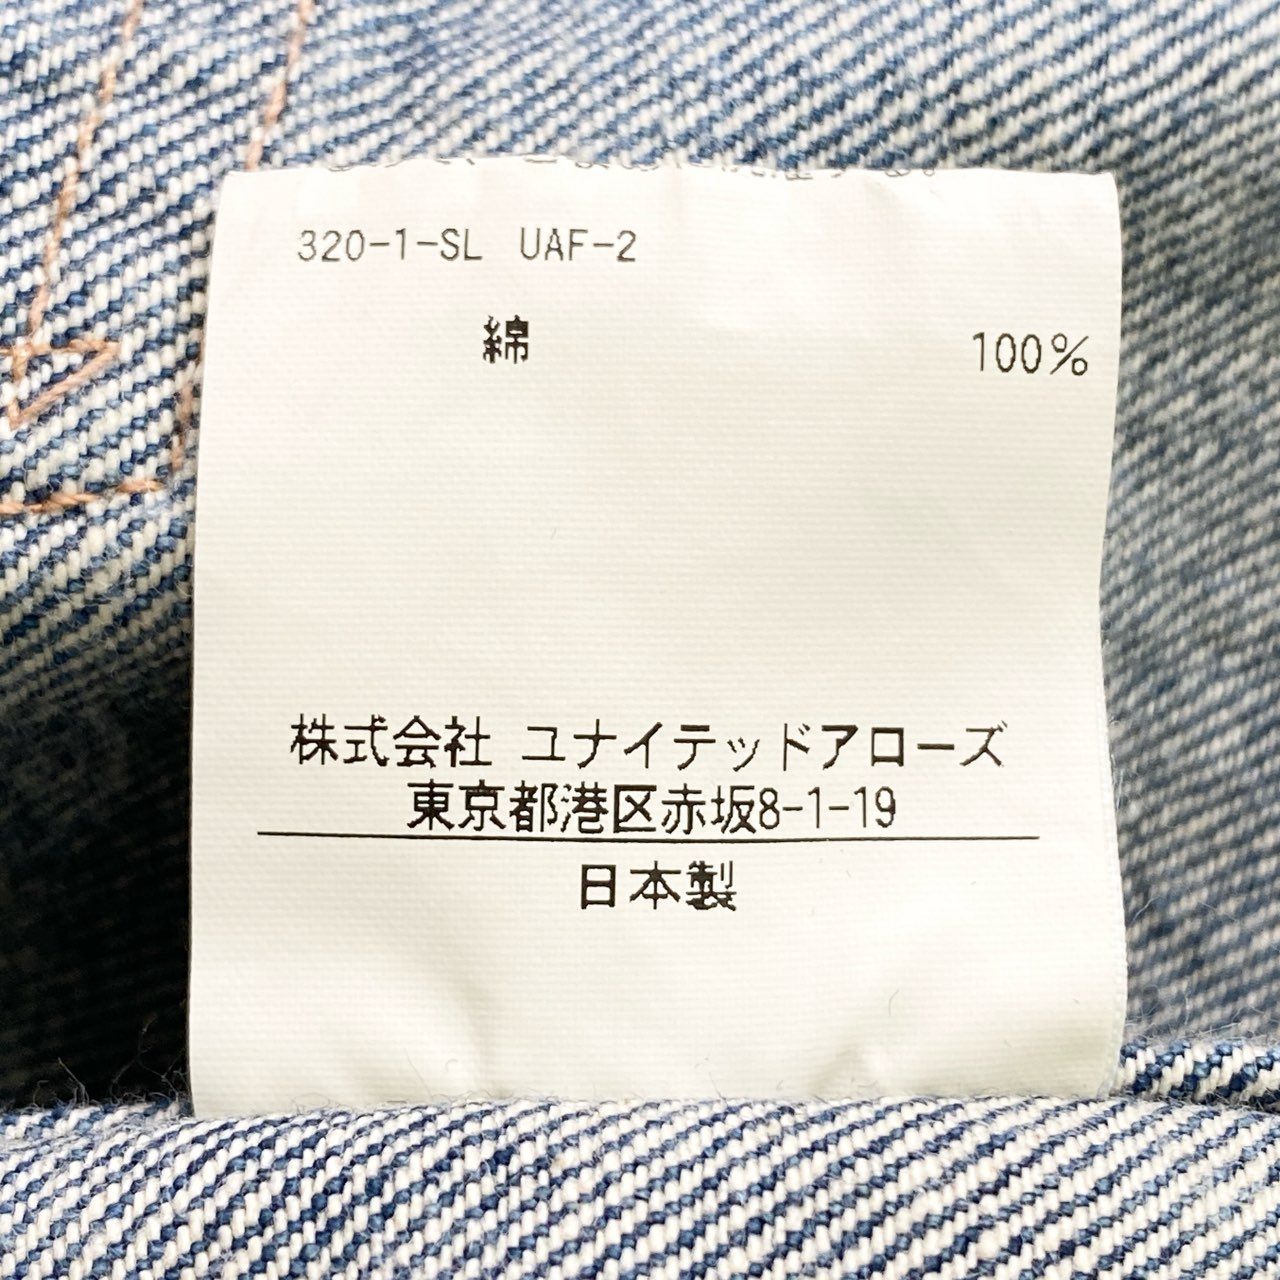 320-1-SL UAF-2
綿 100%
株式会社 ユナイテッドアローズ
東京都港区赤坂8-1-19
日本製